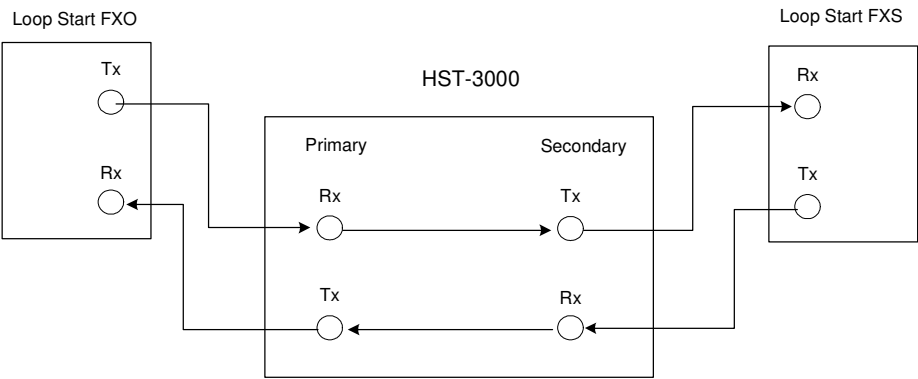 Loop Start FXO
Loop Start FXS
Tx
Rx
HST-3000
Primary
Secondary
Rx
Tx
Tx
Rx
Rx
Tx